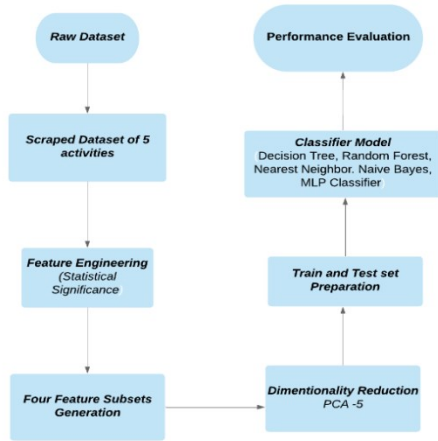 Raw Dataset
Scraped Dataset of 5
activities
Feature Engineering
(Statistical
Significance)
Four Feature Subsets
Generation
Dimentionality Reduction
PCA -5
Train and Test set
Preparation
Classifier Model
(Decision Tree, Random Forest,
Nearest Neighbor. Naive Bayes,
MLP Classifier)
Performance Evaluation